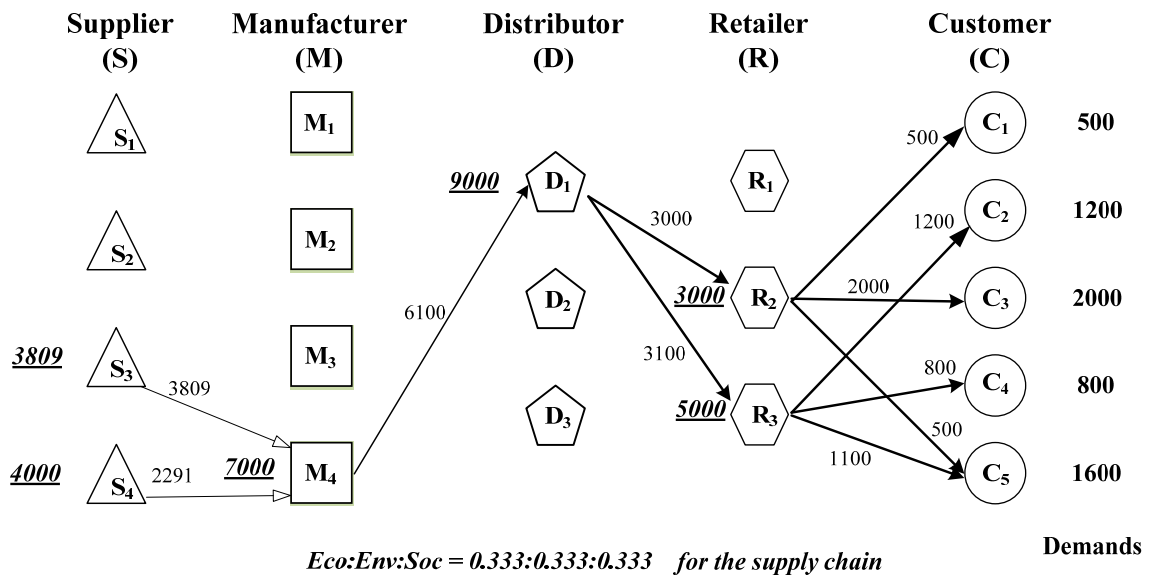 Supplier Manufacturer Distributor Retailer Customer
(S) (M) (D) (R) (C)
S1 M1 C1 500
500
9000 D1 R1
C2 1200
1200
3000
S2 M2
6100 D2 3000 R2 2000 C3 2000
3809 S3 M3
3809
3100
800 C4 800
D3 5000 R3
500
1100
4000 S4 2291 7000 M4 C5 1600
Demands
Eco:Env:Soc = 0.333:0.333:0.333 for the supply chain